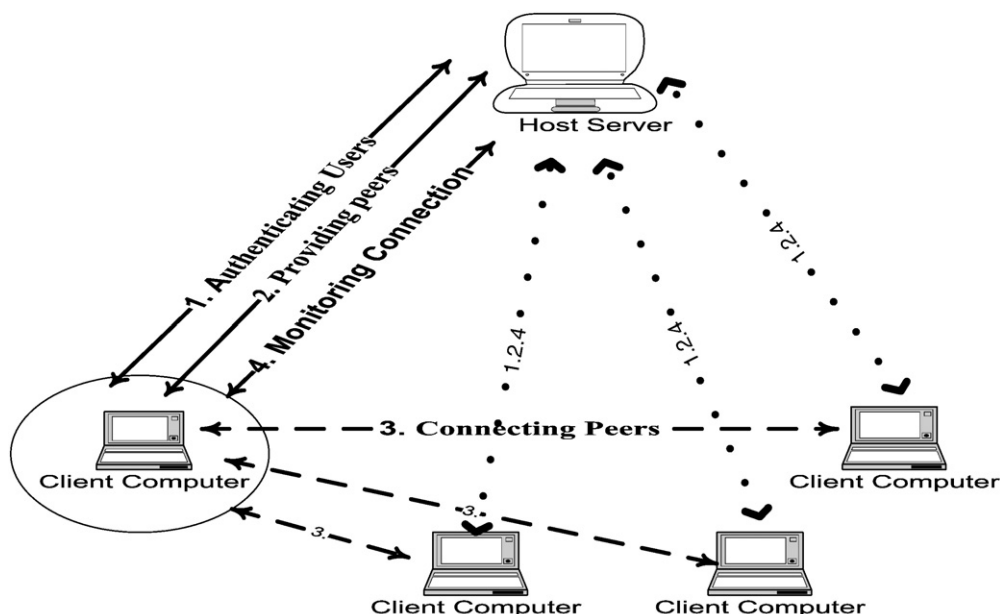 Host Server
1. Authenticating Users
2. Providing peers
4. Monitoring Connection
1.2.4
1.2.4
1.2.4
3. Connecting Peers
Client Computer
Client Computer
3.
3.
Client Computer
Client Computer